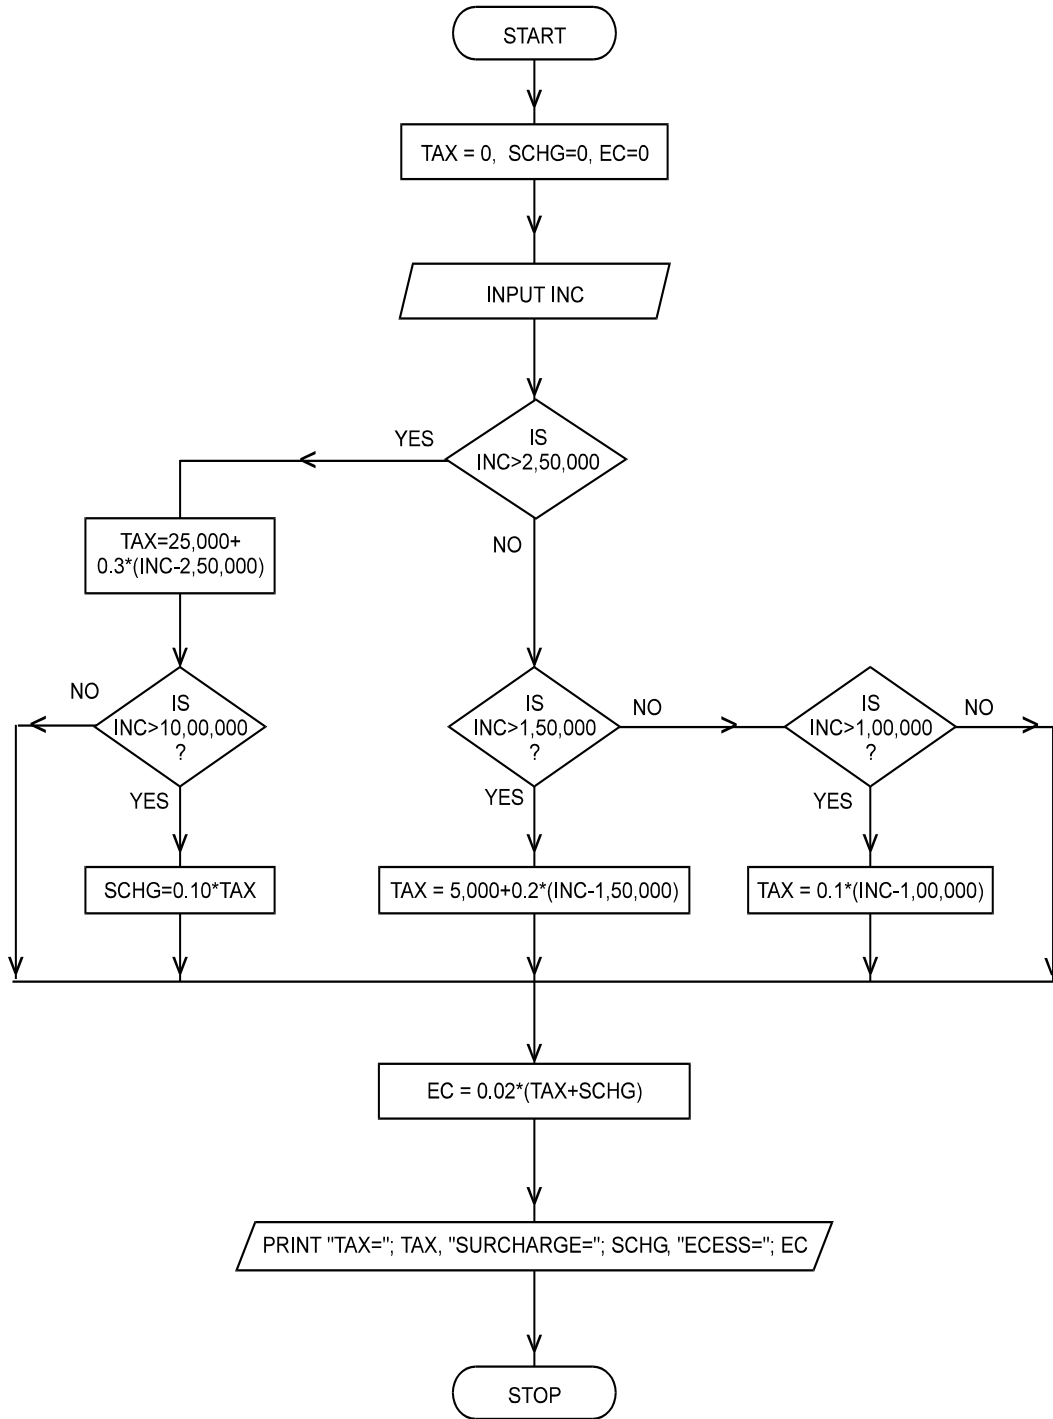 START
TAX = 0, SCHG=0, EC=0
INPUT INC
YES
IS
INC>2,50,000
NO
TAX=25,000+
0.3*(INC-2,50,000)
NO
IS
INC>10,00,000
?
YES
SCHG=0.10*TAX
IS
INC>1,50,000
?
NO
YES
TAX = 5,000+0.2*(INC-1,50,000)
IS
INC>1,00,000
?
NO
YES
TAX = 0.1*(INC-1,00,000)
EC = 0.02*(TAX+SCHG)
PRINT "TAX="; TAX, "SURCHARGE="; SCHG, "ECESS="; EC
STOP